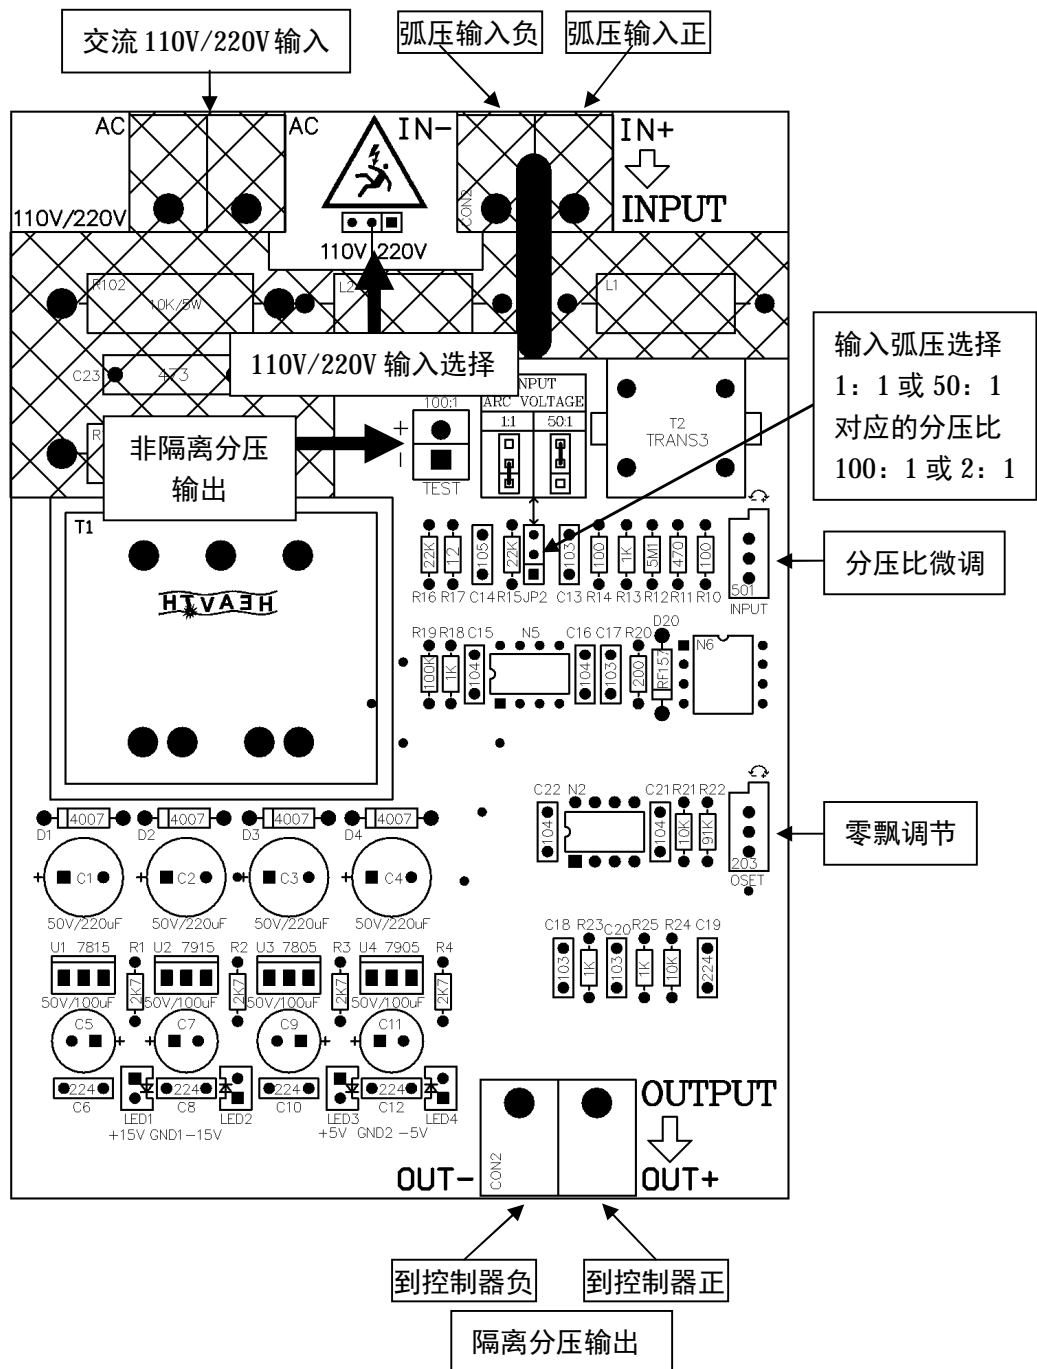 交流 110V/220V 输入
弧压输入负
弧压输入正
AC
AC
IN-
IN+
INPUT
CON2
110V/220V
110V 220V
R102
10K/5W
L2
L1
C23
473
110V/220V 输入选择
输入弧压选择
1：1 或 50：1
对应的分压比
100：1 或 2：1
100:1
+
−
TEST
NPUT
ARC VOLTAGE
1:1
50:1
T2
TRANS3
R
非隔离分压
输出
T1
HEAVTH
22K
12
105
22K
103
100
1K
5M1
470
100
501
R16
R17
C14
R15
JP2
C13
R14
R13
R12
R11
R10
INPUT
分压比微调
R19
R18
C15
N5
C16
C17
R20
D20
N6
100K
1K
104
104
103
200
RF157
C22
N2
C21
R21
R22
104
104
10K
91K
203
OSET
零飘调节
4007
4007
4007
4007
D1
D2
D3
D4
+
C1
+
C2
+
C3
+
C4
50V/220uF
50V/220uF
50V/220uF
50V/220uF
C18
R23
C20
R25
R24
C19
103
1K
103
1K
10K
224
U1 7815
R1
U2 7915
R2
U3 7805
R3
U4 7905
R4
2K7
2K7
2K7
2K7
50V/100uF
50V/100uF
50V/100uF
50V/100uF
C5
+
+
C7
C9
+
+
C11
224
224
224
224
C6
LED1
C8
LED2
C10
LED3
C12
LED4
+15V GND1-15V
+5V GND2 -5V
OUTPUT
CON2
OUT-
OUT+
到控制器负
到控制器正
隔离分压输出